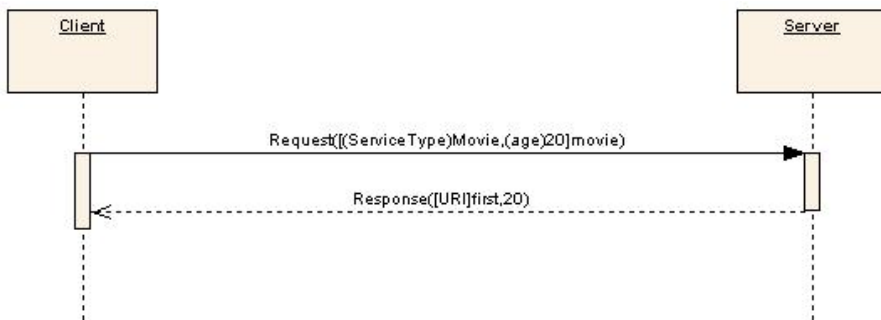 Client
Server
Request([(ServiceType)Movie,(age)20]movie)
Response([URI]first,20)